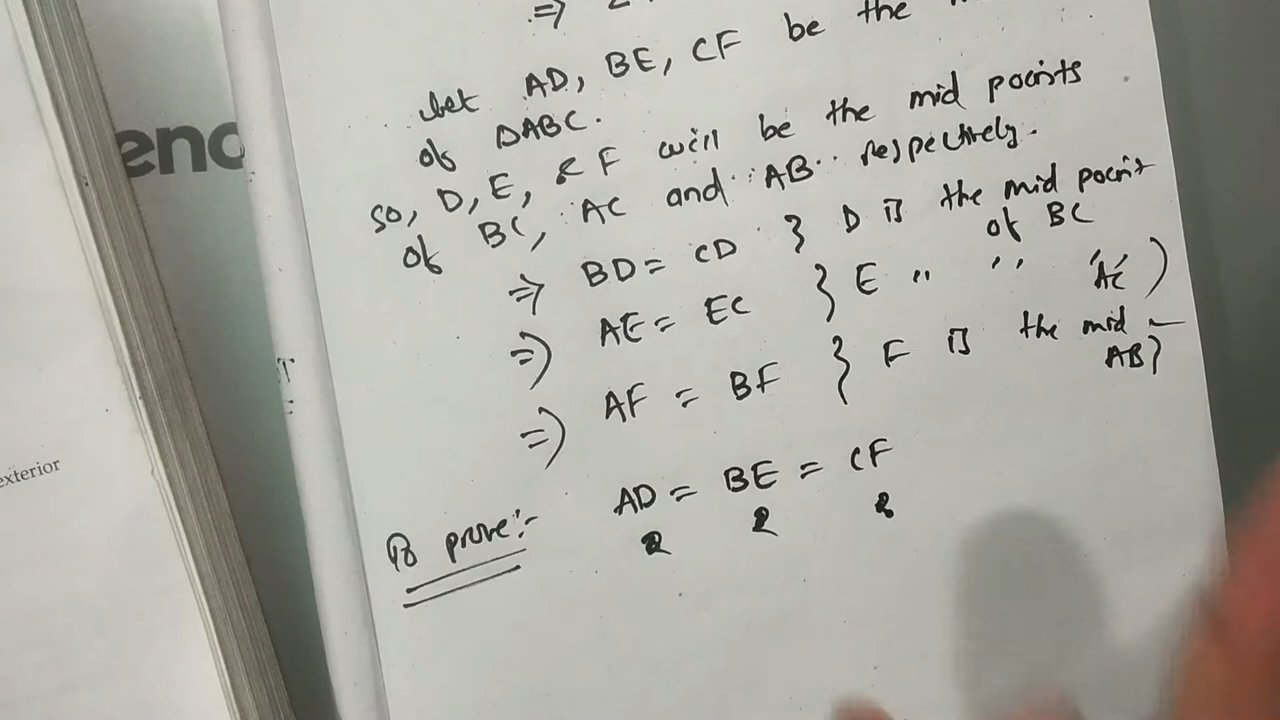 ⇒ 2
Let AD, BE, CF be the
of ΔABC.
so, D, E, & F will be the mid points
of BC, AC and AB respectively.
⇒ BD = CD } D is the mid point
of BC
⇒ AE = EC } E " " AC )
⇒ AF = BF } F is the mid
AB}
To prove:- AD = BE = CF
enc
exterior